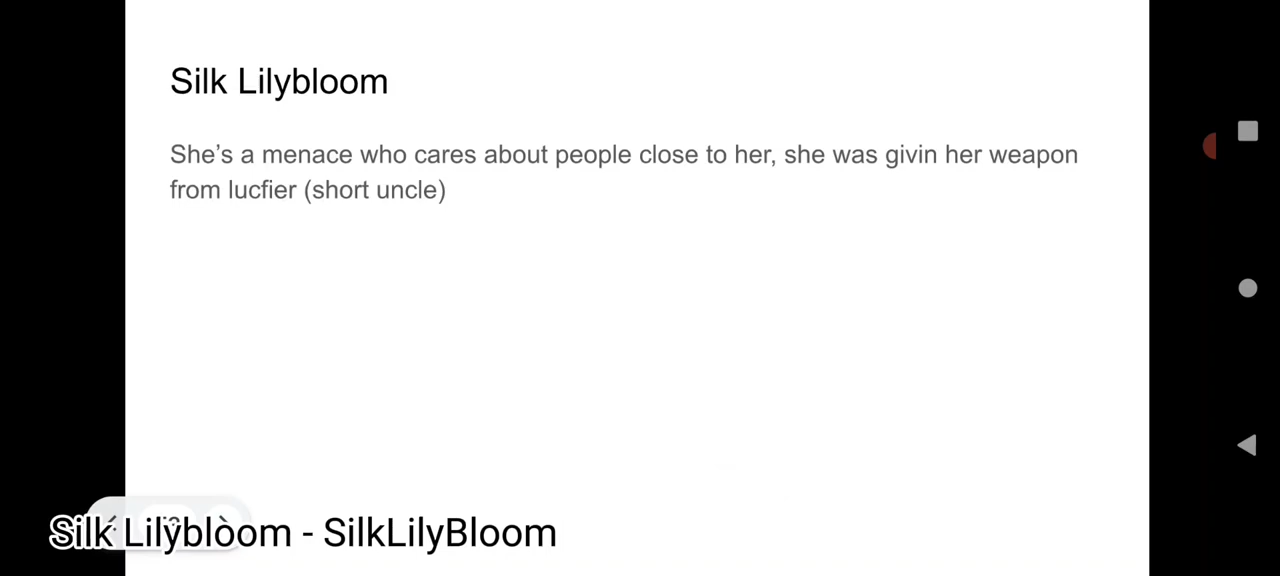 Silk Lilybloom
She’s a menace who cares about people close to her, she was givin her weapon
from lucfier (short uncle)
Silk Lilybloom - SilkLilyBloom